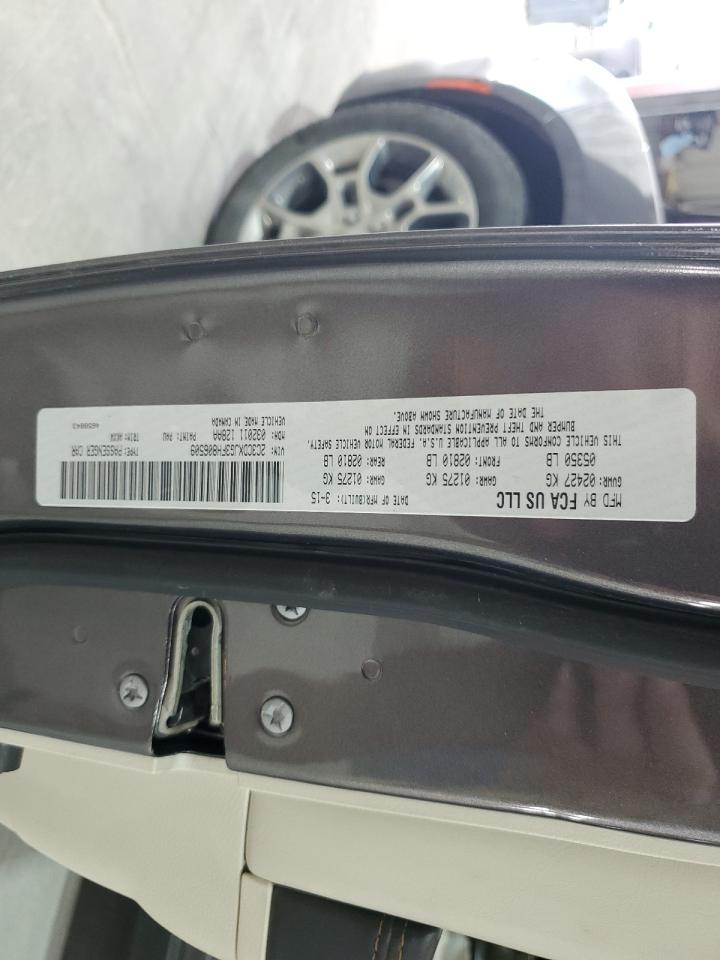 MFD BY FCA US LLC
DATE OF MFR(BUILT): 3-15
GVWR: 02427 KG GAWR: 01275 KG GAWR: 01275 KG
05350 LB FRONT: 02810 LB REAR: 02810 LB
THIS VEHICLE CONFORMS TO ALL APPLICABLE U.S.A. FEDERAL MOTOR VEHICLE SAFETY,
BUMPER AND THEFT PREVENTION STANDARDS IN EFFECT ON
THE DATE OF MANUFACTURE SHOWN ABOVE.
TYPE: PASSENGER CAR
VIN: 2C3CDXJG3FH806509
MDH: 032011 128AA PAINT: PAU TRIM:
VEHICLE MADE IN CANADA
4650843